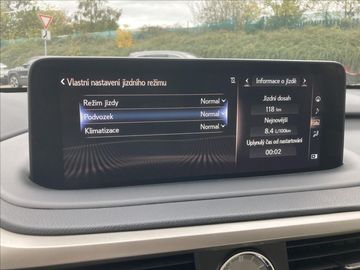 Vlastní nastavení jízdního režimu
Režim jízdy Normal
Podvozek Normal
Klimatizace Normal
Informace o jízdě
Jízdní dosah
118 km
Nejnovější
8.4 L/100km
Uplynulý čas od nastartování
00:02